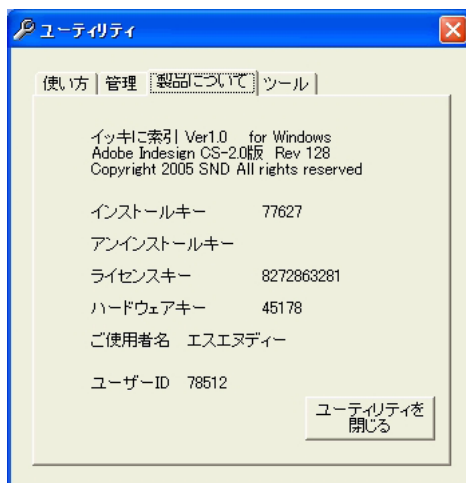 ユーティリティ
使い方 管理 製品について ツール
イッキに索引 Ver1.0 for Windows
Adobe Indesign CS-2.0版 Rev 128
Copyright 2005 SND All rights reserved
インストールキー 77627
アンインストールキー
ライセンスキー 8272863281
ハードウェアキー 45178
ご使用者名 エスエヌディー
ユーザーID 78512
ユーティリティを
閉じる